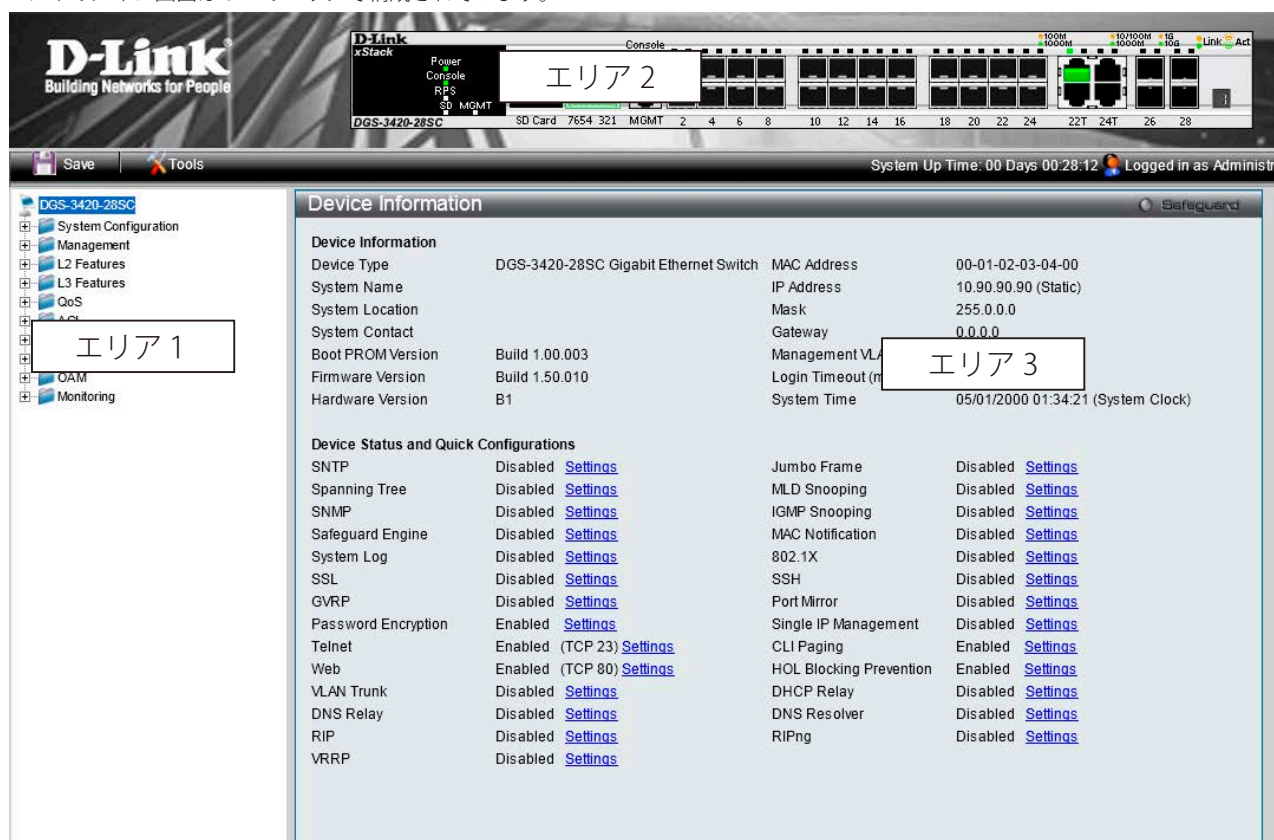 D-Link
Building Networks for People
D-Link
xStack
Power
Console
RPS
SD MGMT
DGS-3420-28SC
Console
エリア 2
100M
1000M
10/100M
1000M
1G
10G
Link
Act
SD Card 7654 321 MGMT 2 4 6 8 10 12 14 16 18 20 22 24 22T 24T 26 28
Save
Tools
System Up Time: 00 Days 00:28:12
Logged in as Administr
DGS-3420-28SC
System Configuration
Management
L2 Features
L3 Features
QoS
エリア 1
OAM
Monitoring
Device Information
Safeguard
Device Information
Device Type DGS-3420-28SC Gigabit Ethernet Switch MAC Address 00-01-02-03-04-00
System Name IP Address 10.90.90.90 (Static)
System Location Mask 255.0.0.0
System Contact Gateway 0.0.0.0
Boot PROM Version Build 1.00.003 Management
エリア 3
Firmware Version Build 1.50.010 Login Timeout
Hardware Version B1 System Time 05/01/2000 01:34:21 (System Clock)
Device Status and Quick Configurations
SNTP Disabled Settings Jumbo Frame Disabled Settings
Spanning Tree Disabled Settings MLD Snooping Disabled Settings
SNMP Disabled Settings IGMP Snooping Disabled Settings
Safeguard Engine Disabled Settings MAC Notification Disabled Settings
System Log Disabled Settings 802.1X Disabled Settings
SSL Disabled Settings SSH Disabled Settings
GVRP Disabled Settings Port Mirror Disabled Settings
Password Encryption Enabled Settings Single IP Management Disabled Settings
Telnet Enabled (TCP 23) Settings CLI Paging Enabled Settings
Web Enabled (TCP 80) Settings HOL Blocking Prevention Enabled Settings
VLAN Trunk Disabled Settings DHCP Relay Disabled Settings
DNS Relay Disabled Settings DNS Resolver Disabled Settings
RIP Disabled Settings RIPng Disabled Settings
VRRP Disabled Settings